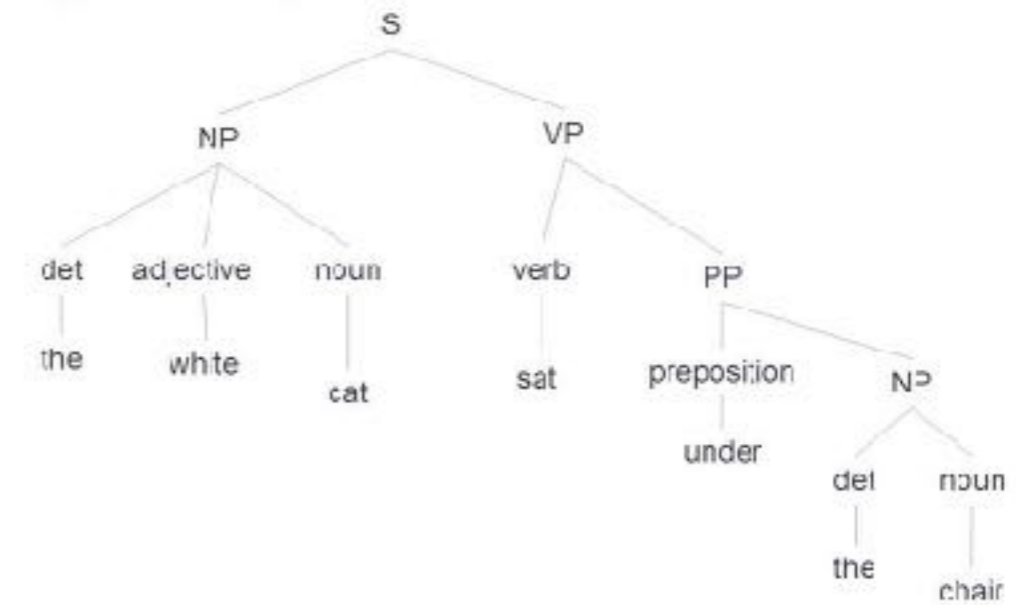 S
NP VP
det adjective noun verb PP
the white cat sat preposition NP
under det noun
the chair